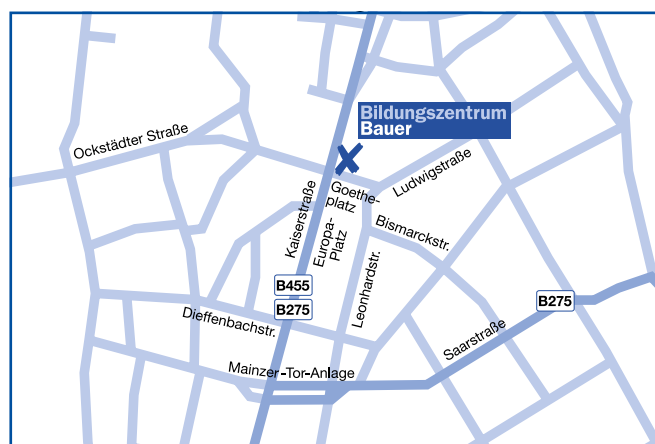 Bildungszentrum
Bauer
Ockstädter Straße
Ludwigstraße
Goethe-
platz
Kaiserstraße
Europa-
Platz
Bismarckstr.
Leonhardstr.
B455
B275
B275
Dieffenbachstr.
Saarstraße
Mainzer-Tor-Anlage